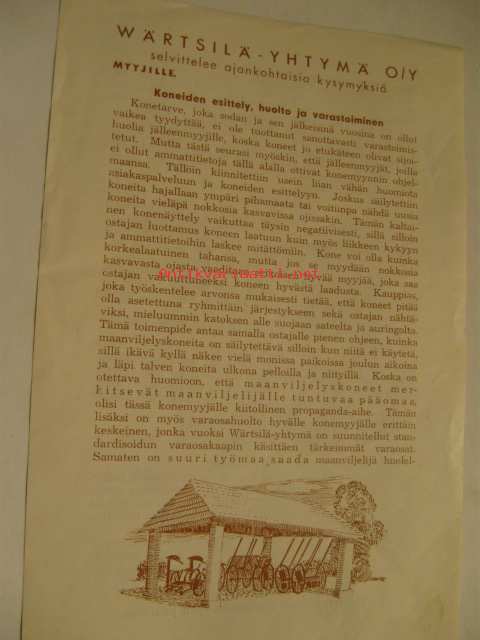 WÄRTSILÄ-YHTYMÄ O/Y
selvittelee ajankohtaisia kysymyksiä
MYYJILLE.
Koneiden esittely, huolto ja varastoiminen
Konetarve, joka sodan ja sen jälkeisinä vuosina on ollut
vaikea tyydyttää, ei ole tuottanut sanottavasti varastoimis-
huolia jälleenmyyjille, koska koneet jo etukäteen olivat sijoi-
tetut. Mutta tästä seurasi myöskin, että jälleenmyyjät, joilla
ei ollut ammattitietoja tällä alalla ottivat konemyynnin ohjel-
maansa. Tällöin kiinnitettiin usein liian vähän huomiota
asiakaspalveluun ja koneiden esittelyyn. Joskus säilytettiin
koneita hajallaan ympäri pihamaata tai voitiinpa nähdä uusia
koneita vieläpä nokkosia kasvavissa ojissakin. Tämän kaltai-
nen konenäyttely vaikuttaa täysin negatiivisesti, sillä silloin
ostajan luottamus koneen laatuun kuin myös liikkeen kykyyn
ja ammattitietoihin laskee mitättömiin. Kone voi olla kuinka
korkealaatuinen tahansa, mutta jos se myydään nokkosia
kasvavasta ojasta, hyvä myyjä, joka saa
ostajan vakuuttuneeksi koneen hyvästä laadusta. Kauppias,
joka työskentelee arvonsa mukaisesti tietää, että koneet pitää
olla asetettuna ryhmittäin järjestykseen sekä ostajan nähtä-
viksi, mieluummin katoksen alle suojaan sateelta ja auringolta.
Tämä toimenpide antaa samalla ostajalle pienen ohjeen, kuinka
maanviljelyskoneita on säilytettävä silloin kun niitä ei käytetä,
sillä ikävä kyllä näkee vielä monissa paikoissa joulun aikoina
ja läpi talven koneita ulkona pelloilla ja niityillä. Koska on
otettava huomioon, että maanviljelyskoneet mer-
kitsevät maanviljelijälle tuntuvaa pääomaa,
olisi tässä konemyyjälle kiitollinen propaganda-aihe. Tämän
lisäksi on myös varaosahuolto hyvälle konemyyjälle erittäin
keskeinen, jonka vuoksi Wärtsilä-yhtymä on suunnitellut stan-
dardisoidun varaosakaapin käsittäen tärkeimmät varaosat.
Samaten on suuri työmaa saada maanviljelijä huolel-